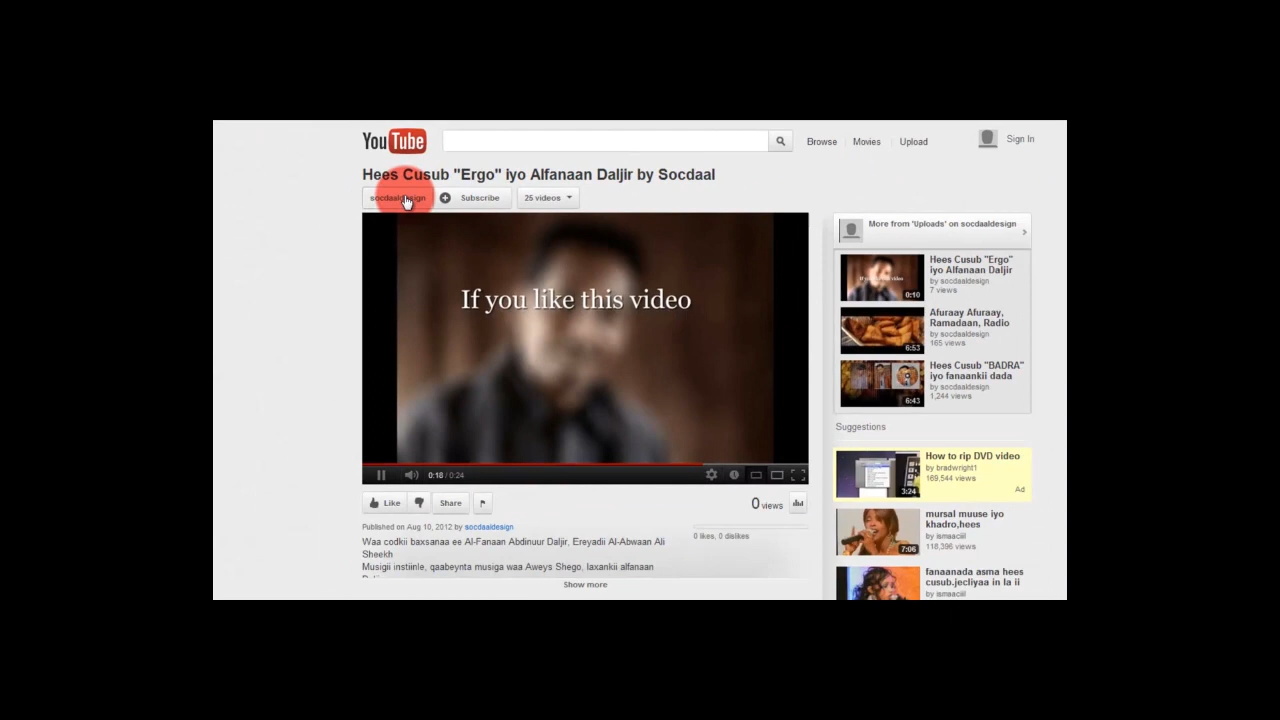 YouTube
Browse
Movies
Upload
Sign In
Hees Cusub "Ergo" iyo Alfanaan Daljir by Socdaal
socdaaldesign
Subscribe
25 videos
If you like this video
0:18 / 0:24
Like
Share
0 views
Published on Aug 10, 2012 by socdaaldesign
0 likes, 0 dislikes
Waa codkii baxsanaa ee Al-Fanaan Abdinuur Daljir, Ereyadii Al-Abwaan Ali
Sheekh
Musigii instiinle, qaabeynta musiga waa Aweys Shego, laxankii alfanaan
Show more
More from 'Uploads' on socdaaldesign
Hees Cusub "Ergo"
iyo Alfanaan Daljir
by socdaaldesign
7 views
0:10
Afuraay Afuraay,
Ramadaan, Radio
by socdaaldesign
165 views
6:53
Hees Cusub "BADRA"
iyo fanaankii dada
by socdaaldesign
1,244 views
6:43
Suggestions
How to rip DVD video
by bradwright1
169,544 views
Ad
3:24
mursal muuse iyo
khadro,hees
by ismaaciil
118,396 views
7:06
fanaanada asma hees
cusub.jecliyaa in la ii
by ismaaciil